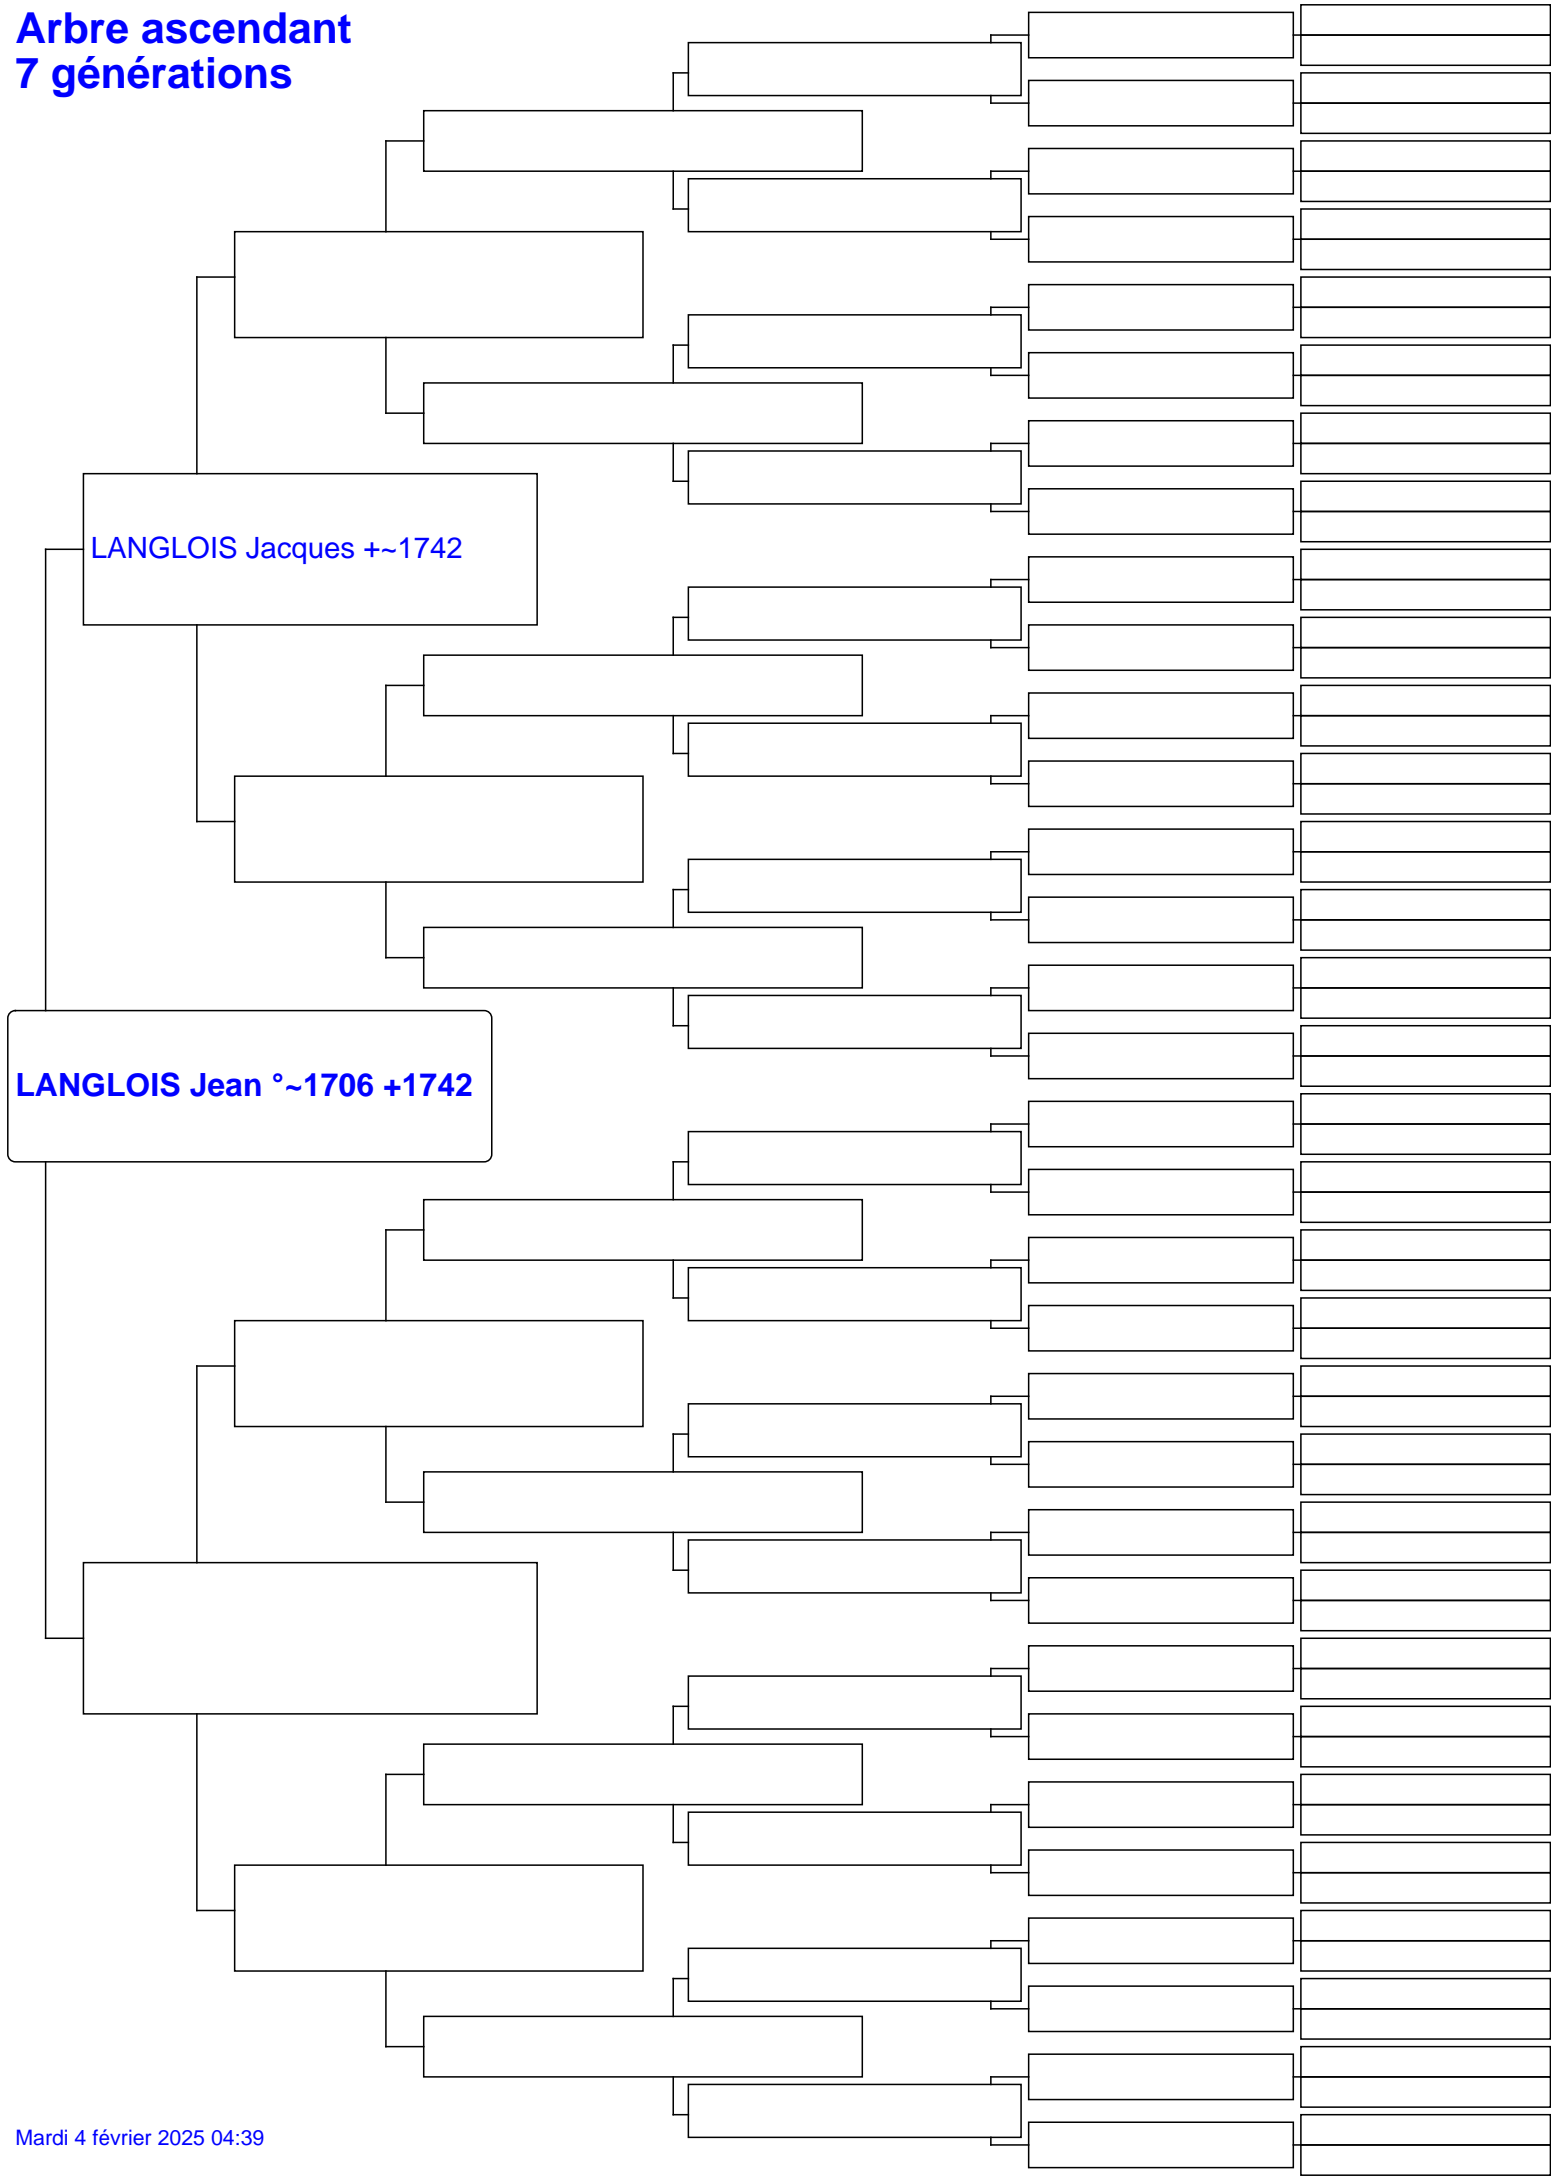 Arbre ascendant
7 générations
LANGLOIS Jacques +~1742
LANGLOIS Jean °~1706 +1742
Mardi 4 février 2025 04:39